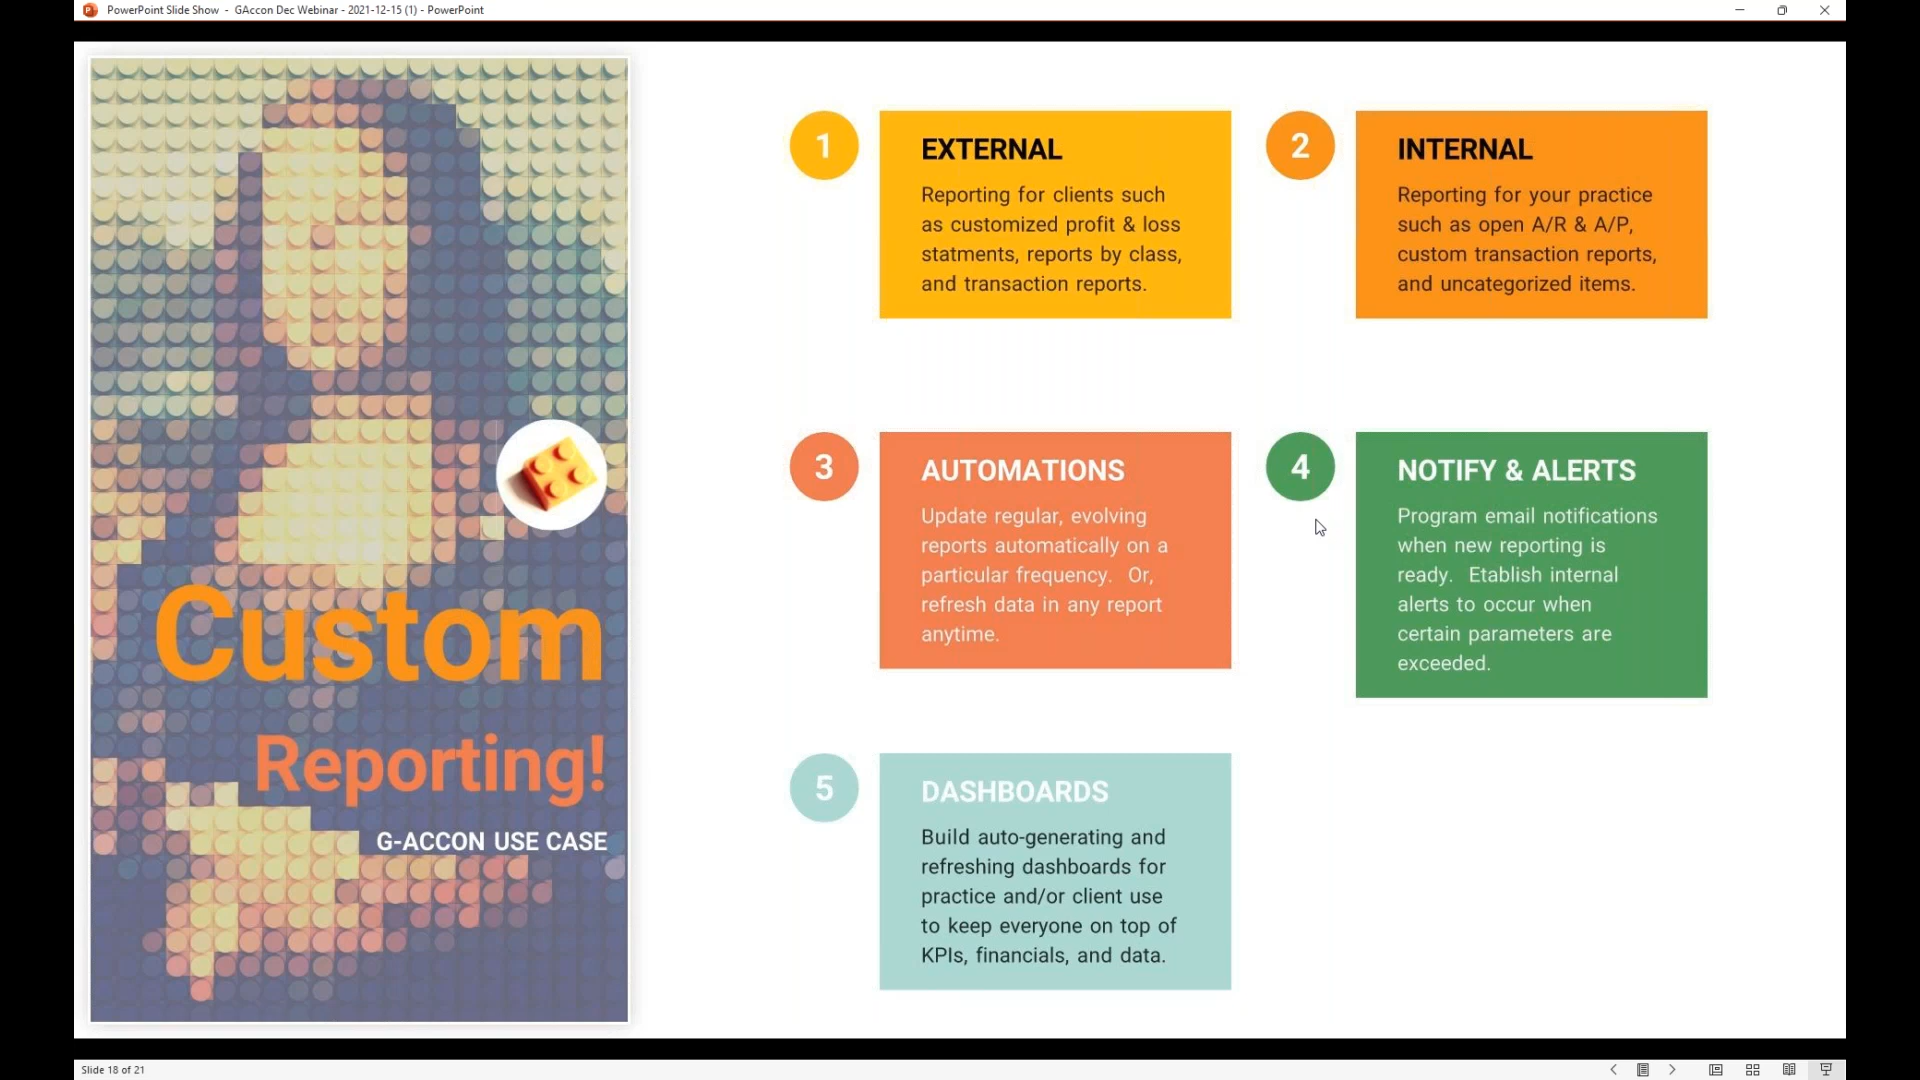 PowerPoint Slide Show - GAccon Dec Webinar - 2021-12-15 (1) - PowerPoint
Custom
Reporting!
G-ACCON USE CASE
1
EXTERNAL
Reporting for clients such
as customized profit & loss
statments, reports by class,
and transaction reports.
2
INTERNAL
Reporting for your practice
such as open A/R & A/P,
custom transaction reports,
and uncategorized items.
3
AUTOMATIONS
Update regular, evolving
reports automatically on a
particular frequency. Or,
refresh data in any report
anytime.
4
NOTIFY & ALERTS
Program email notifications
when new reporting is
ready. Etablish internal
alerts to occur when
certain parameters are
exceeded.
5
DASHBOARDS
Build auto-generating and
refreshing dashboards for
practice and/or client use
to keep everyone on top of
KPIs, financials, and data.
Slide 18 of 21